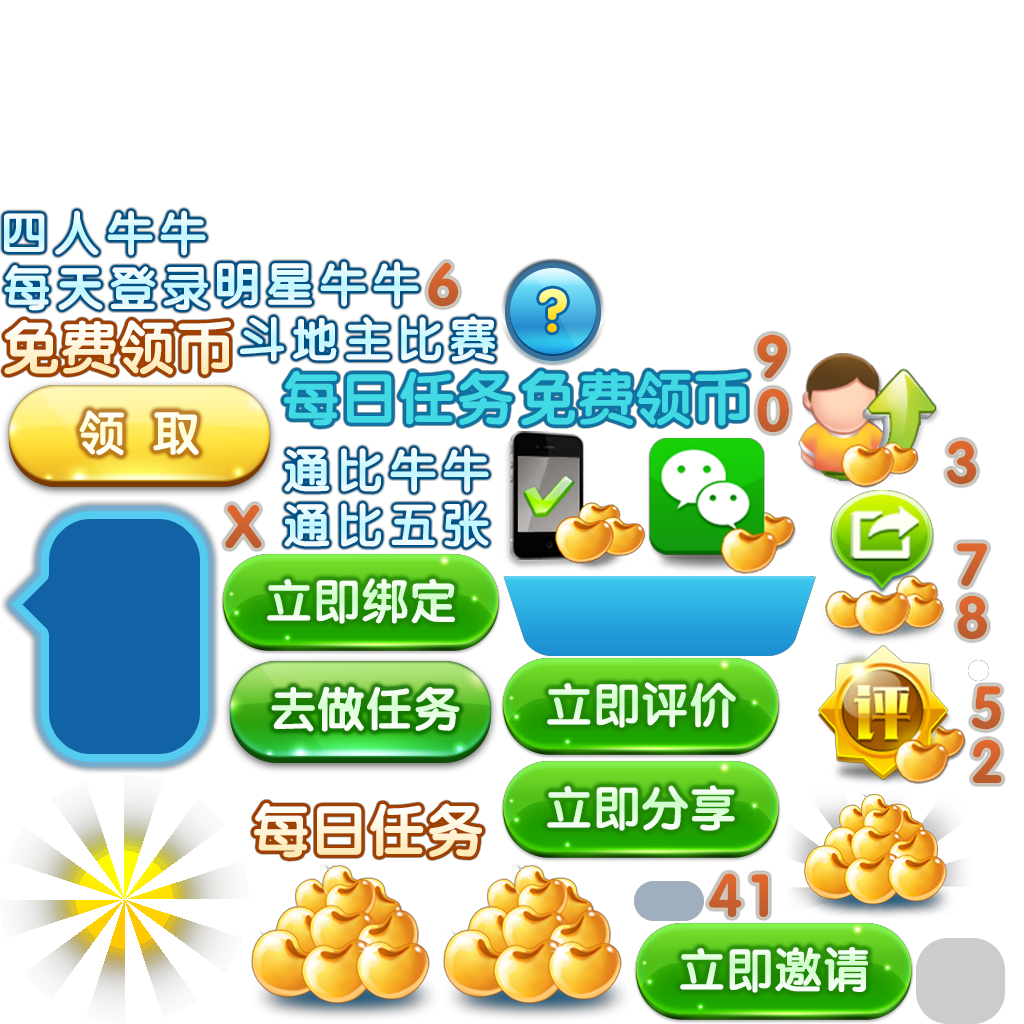 四人牛牛
每天登录
明星牛牛
6
?
免费领币
斗地主比赛
9
每日任务
免费领币
0
领取
通比牛牛
3
X
通比五张
7
立即绑定
8
去做任务
立即评价
评
5
2
每日任务
立即分享
41
立即邀请